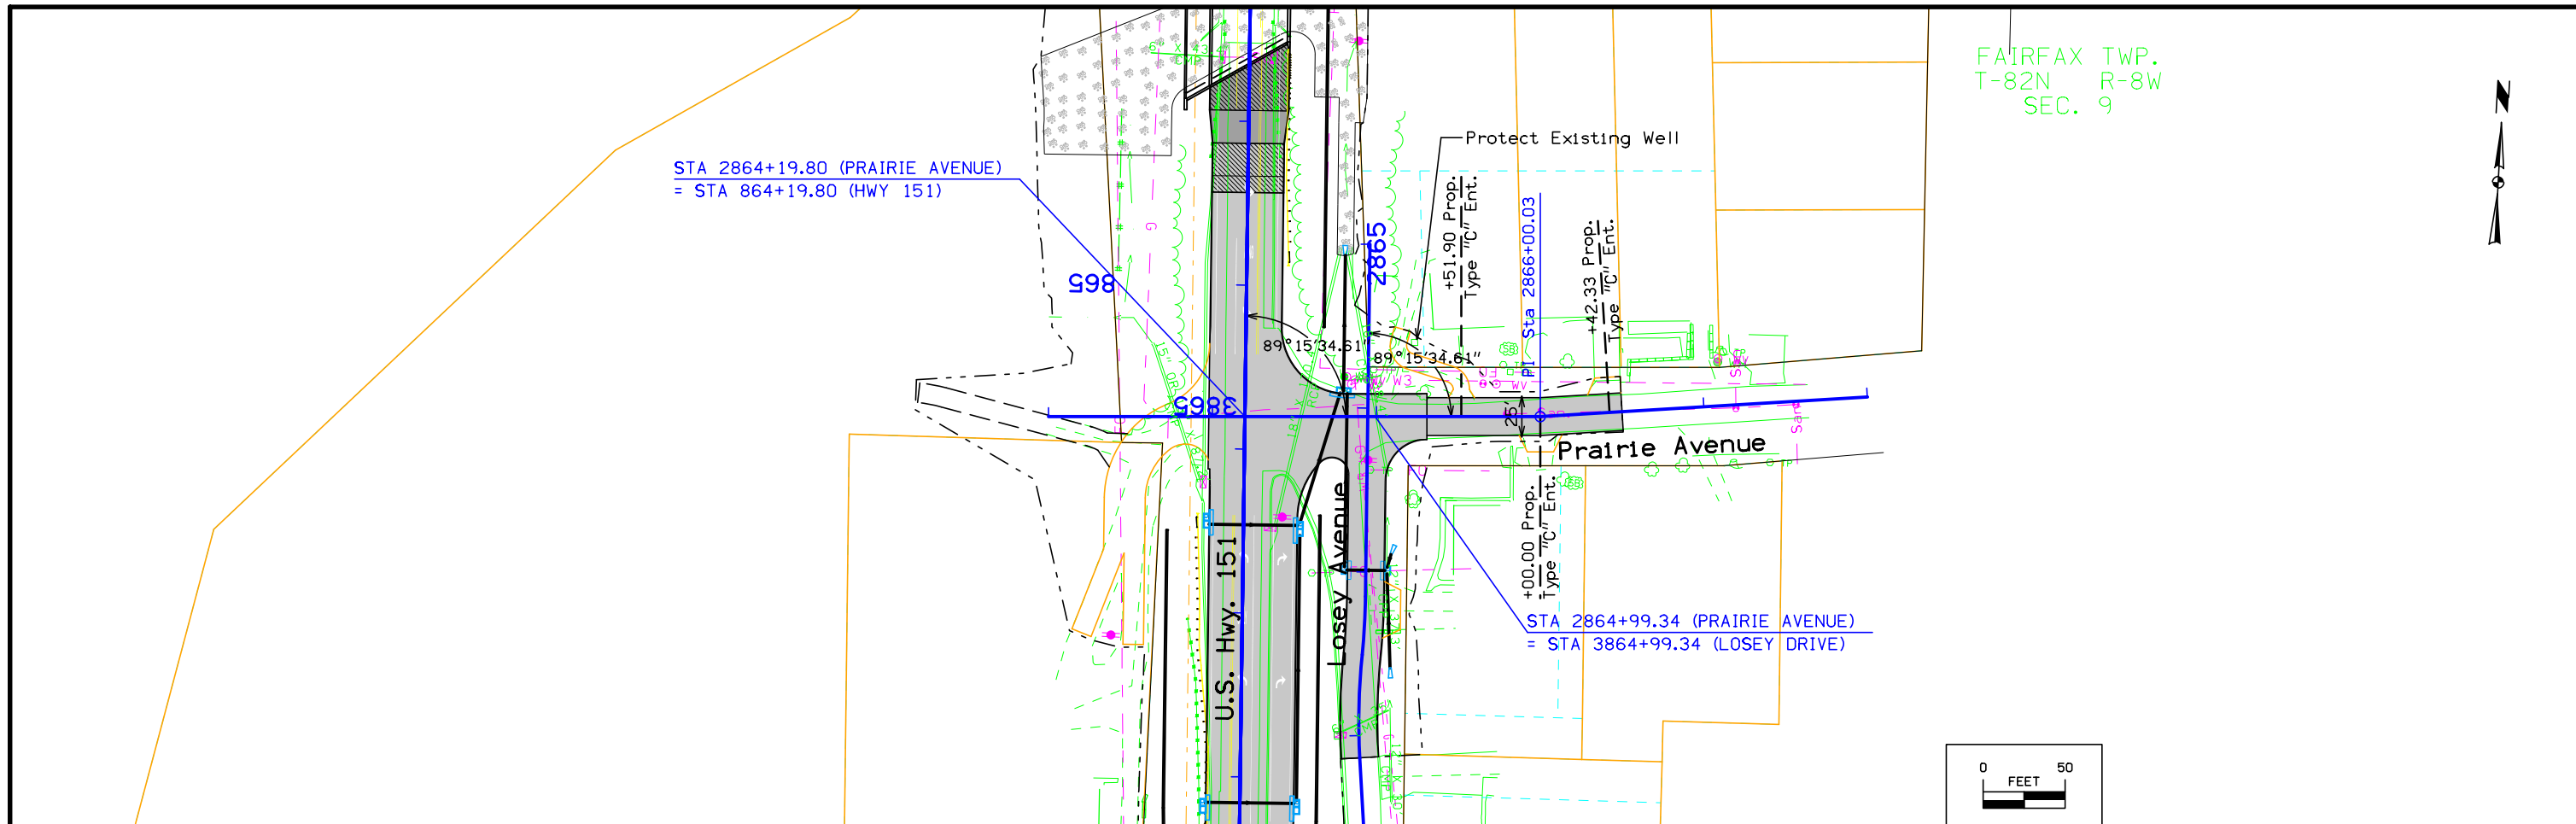 FAIRFAX TWP.
T-82N R-8W
SEC. 9
N
Protect Existing Well
STA 2864+19.80 (PRAIRIE AVENUE)
= STA 864+19.80 (HWY 151)
865
2865
3865
+51.90 Prop.
Type "C" Ent.
PI Sta 2866+00.03
+42.33 Prop.
Type "C" Ent.
89°15'34.61"
89°15'34.61"
25'
Prairie Avenue
+00.00 Prop.
Type "C" Ent.
U.S. Hwy. 151
Losey Avenue
STA 2864+99.34 (PRAIRIE AVENUE)
= STA 3864+99.34 (LOSEY DRIVE)
0 50
FEET